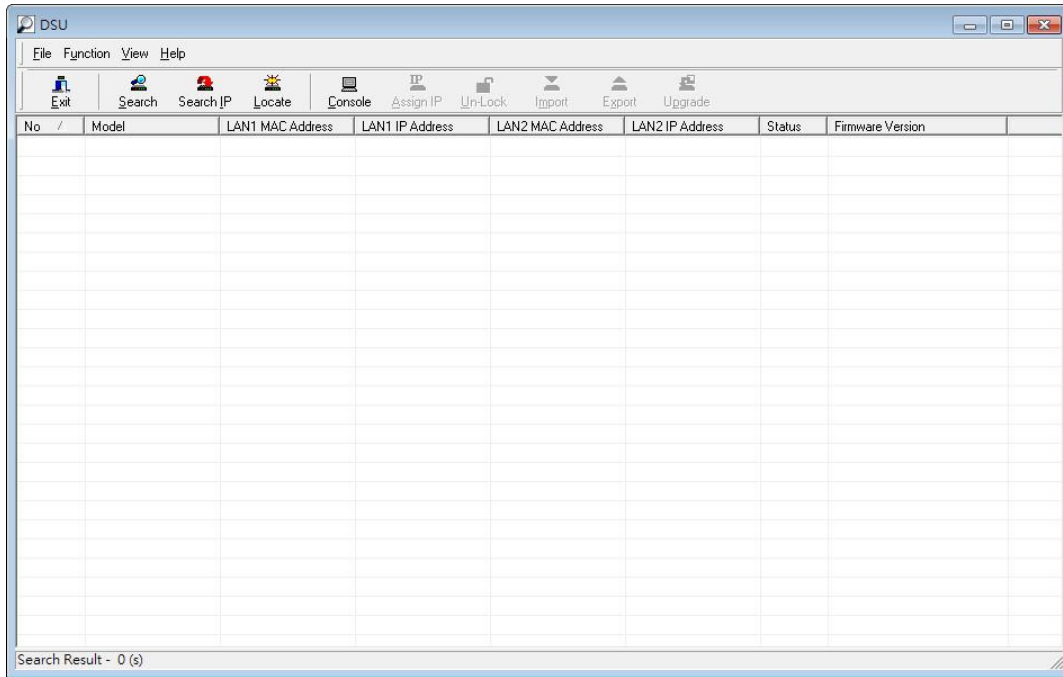 DSU
File Function View Help
Exit Search Search IP Locate Console Assign IP Un-Lock Import Export Upgrade
No / Model LAN1 MAC Address LAN1 IP Address LAN2 MAC Address LAN2 IP Address Status Firmware Version
Search Result - 0 (s)